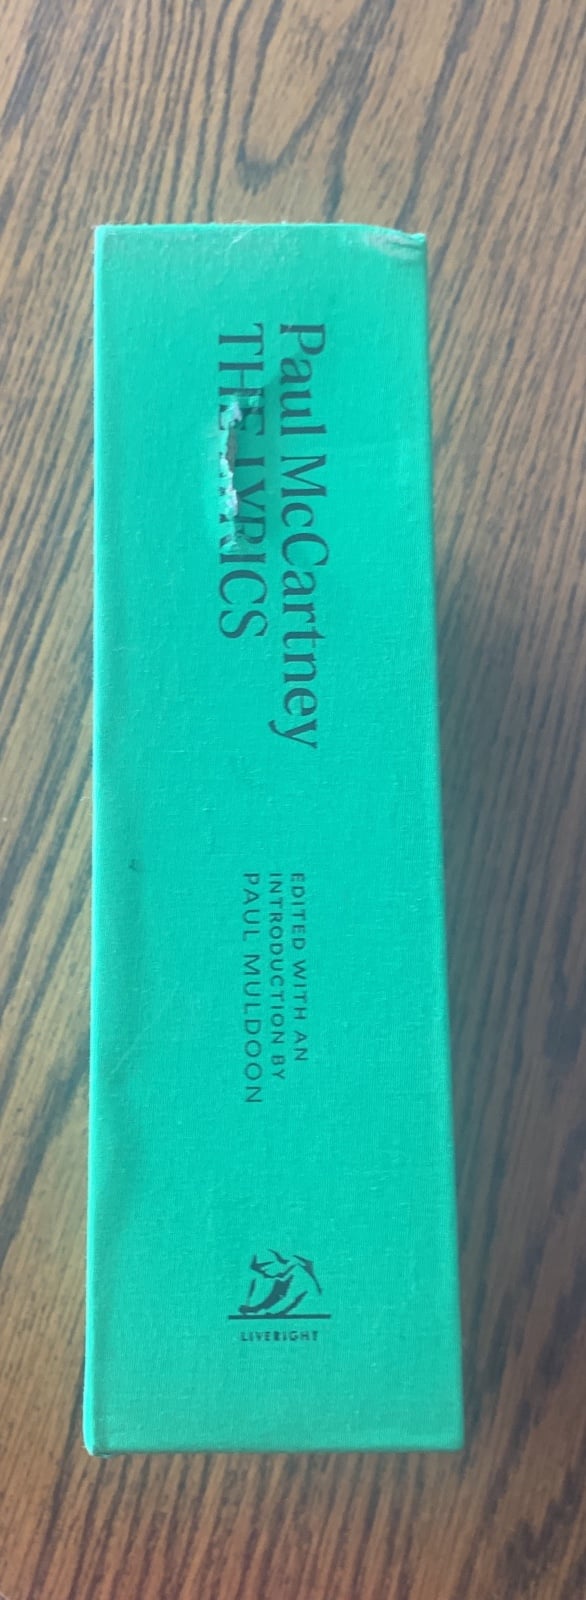 Paul McCartney
THE LYRICS
EDITED WITH AN
INTRODUCTION BY
PAUL MULDOON
LIVERIGHT